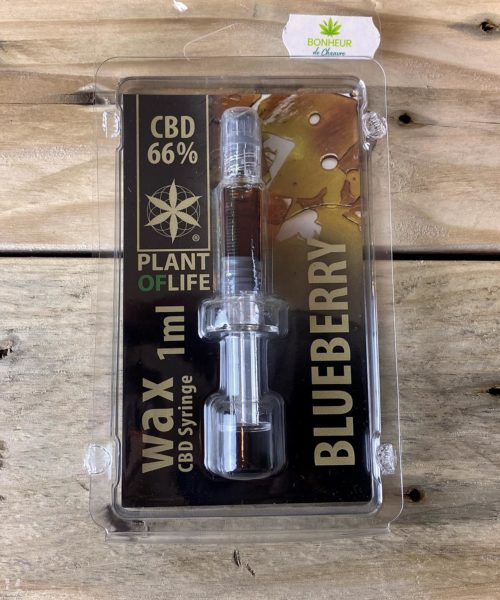 BONHEUR
de Chanvre
CBD
66%
®
PLANT
OFLIFE
wax 1ml
CBD Syringe
BLUEBERRY